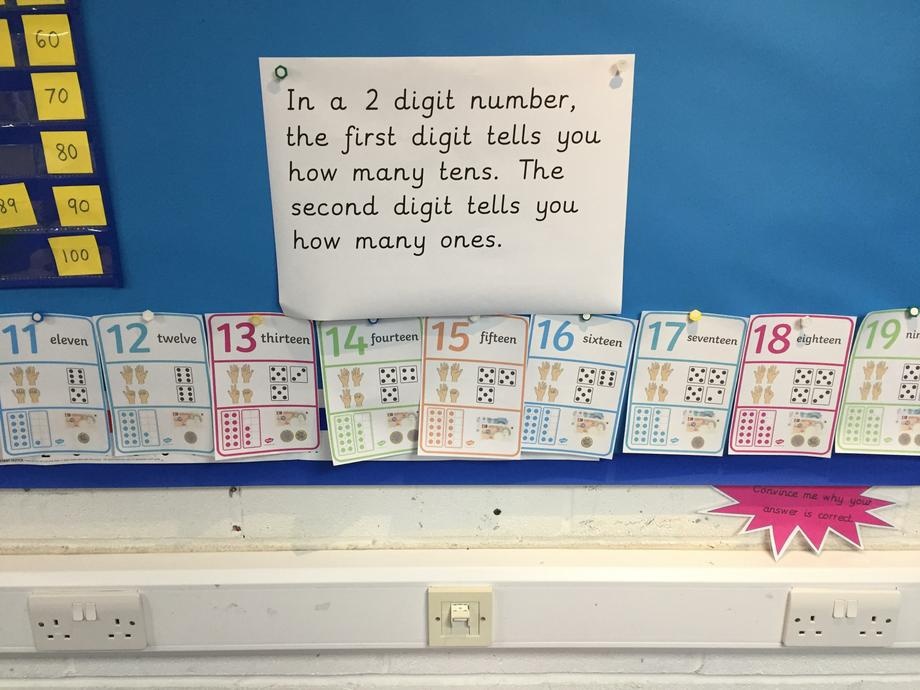 60
70
80
89 90
100
In a 2 digit number,
the first digit tells you
how many tens. The
second digit tells you
how many ones.
11 eleven
12 twelve
13 thirteen
14 fourteen
15 fifteen
16 sixteen
17 seventeen
18 eighteen
19
Convince me why your
answer is correct